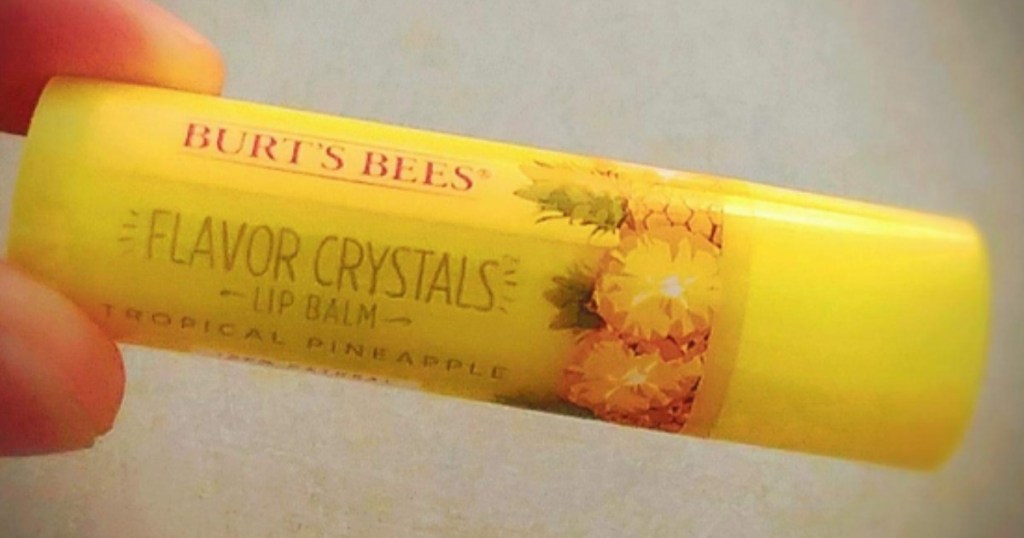 BURT'S BEES®
FLAVOR CRYSTALS
LIP BALM
TROPICAL PINEAPPLE